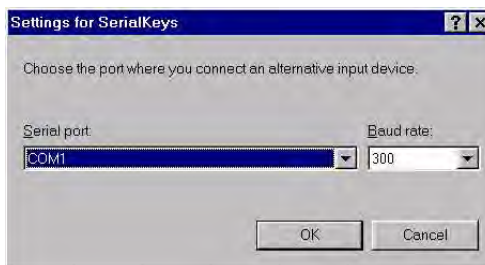 Settings for SerialKeys
Choose the port where you connect an alternative input device.
Serial port: Baud rate:
COM1 300
OK Cancel